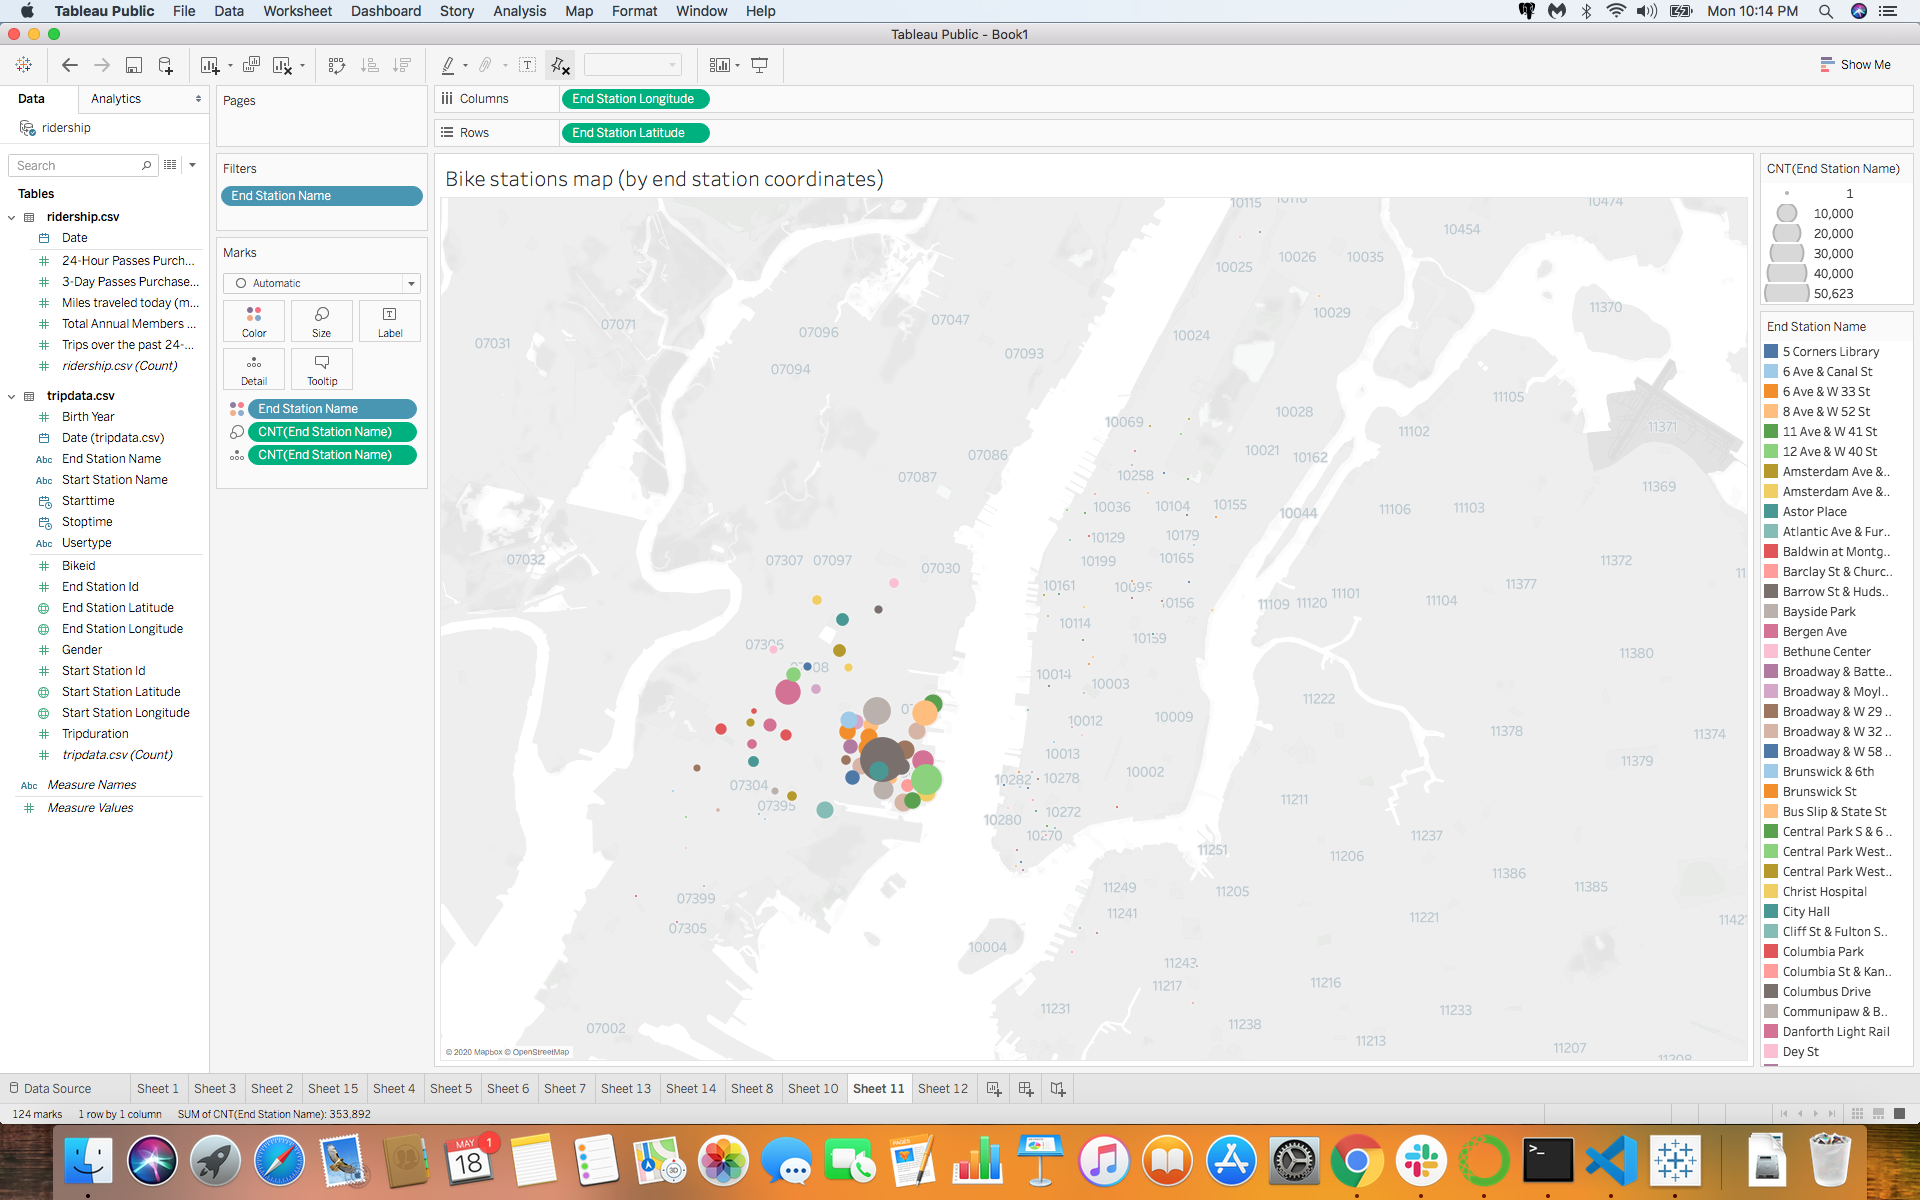 Tableau Public File Data Worksheet Dashboard Story Analysis Map Format Window Help Mon 10:14 PM
Tableau Public - Book1
Show Me
Data Analytics
ridership
Search
Tables
ridership.csv
Date
24-Hour Passes Purch...
3-Day Passes Purchase...
Miles traveled today (m...
Total Annual Members ...
Trips over the past 24-...
ridership.csv (Count)
tripdata.csv
Birth Year
Date (tripdata.csv)
Abc End Station Name
Abc Start Station Name
Starttime
Stoptime
Abc Usertype
Bikeid
End Station Id
End Station Latitude
End Station Longitude
Gender
Start Station Id
Start Station Latitude
Start Station Longitude
Tripduration
tripdata.csv (Count)
Abc Measure Names
Measure Values
Pages
Filters
End Station Name
Marks
Automatic
Color Size Label
Detail Tooltip
End Station Name
CNT(End Station Name)
CNT(End Station Name)
Columns End Station Longitude
Rows End Station Latitude
Bike stations map (by end station coordinates)
10115
10474
10454
10026 10035
10025
11370
10029
07047
07071
07096
10024
07031
07093
07094
11105
10028
10069
11371
11102
10021
10162
07086
10258
07087
11369
10036 10104 10155
11106 11103
10044
10129 10179
07032
07307 07097
10199 10165
11372
07030
10161 10095
11377
11101
11109 11120 11104
10156
10114
10159
07306
11380
10014
10003
11222
10012
10009
11378
11374
10013
11379
10282 10278
10002
07304
07395
11211
10280 10272
10270
11237
11251
11206
11386
11385
11249
11205
07399
11241
11221
07305
10004
11243
11217
11216
11231
11233
11238
07002
11213
11207
11208
© 2020 Mapbox © OpenStreetMap
CNT(End Station Name)
1
10,000
20,000
30,000
40,000
50,623
End Station Name
5 Corners Library
6 Ave & Canal St
6 Ave & W 33 St
8 Ave & W 52 St
11 Ave & W 41 St
12 Ave & W 40 St
Amsterdam Ave &..
Amsterdam Ave &..
Astor Place
Atlantic Ave & Fur..
Baldwin at Montg..
Barclay St & Churc..
Barrow St & Huds..
Bayside Park
Bergen Ave
Bethune Center
Broadway & Batte..
Broadway & Moyl..
Broadway & W 29 ..
Broadway & W 32 ..
Broadway & W 58 ..
Brunswick & 6th
Brunswick St
Bus Slip & State St
Central Park S & 6 ..
Central Park West..
Central Park West..
Christ Hospital
City Hall
Cliff St & Fulton S..
Columbia Park
Columbia St & Kan..
Columbus Drive
Communipaw & B..
Danforth Light Rail
Dey St
Data Source Sheet 1 Sheet 3 Sheet 2 Sheet 15 Sheet 4 Sheet 5 Sheet 6 Sheet 7 Sheet 13 Sheet 14 Sheet 8 Sheet 10 Sheet 11 Sheet 12
124 marks 1 row by 1 column SUM of CNT(End Station Name): 353,892
MAY
18
1
PAGES